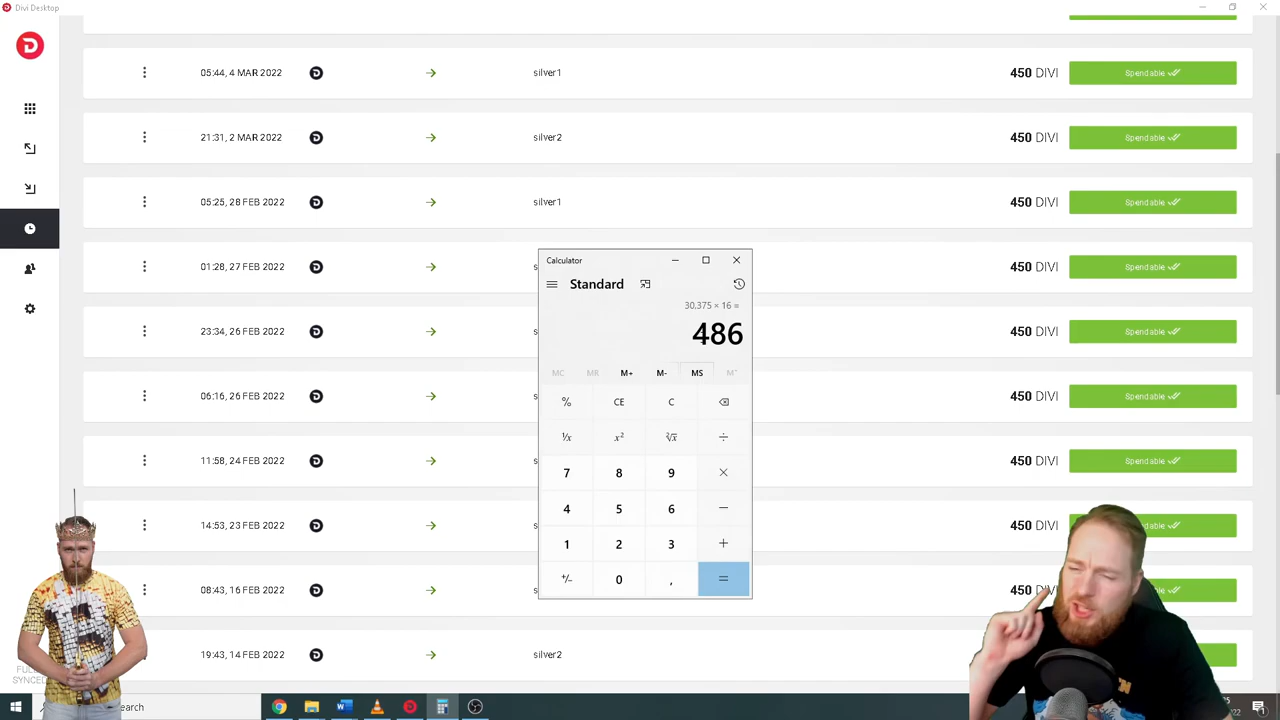 Divi Desktop
05:44, 4 MAR 2022 silver1 450 DIVI Spendable
21:31, 2 MAR 2022 silver2 450 DIVI Spendable
05:25, 28 FEB 2022 silver1 450 DIVI Spendable
01:28, 27 FEB 2022 s 450 DIVI Spendable
23:34, 26 FEB 2022 s 450 DIVI Spendable
06:16, 26 FEB 2022 s 450 DIVI Spendable
11:58, 24 FEB 2022 s 450 DIVI Spendable
14:53, 23 FEB 2022 s 450 DIVI Spendable
08:43, 16 FEB 2022 s 450 DIVI
19:43, 14 FEB 2022 silver2 450
Calculator
Standard
30,375 × 16 =
486
MC MR M+ M- MS
% CE C
¹/x x² ²√x ÷
7 8 9 ×
4 5 6 −
1 2 3 +
+/− 0 , =